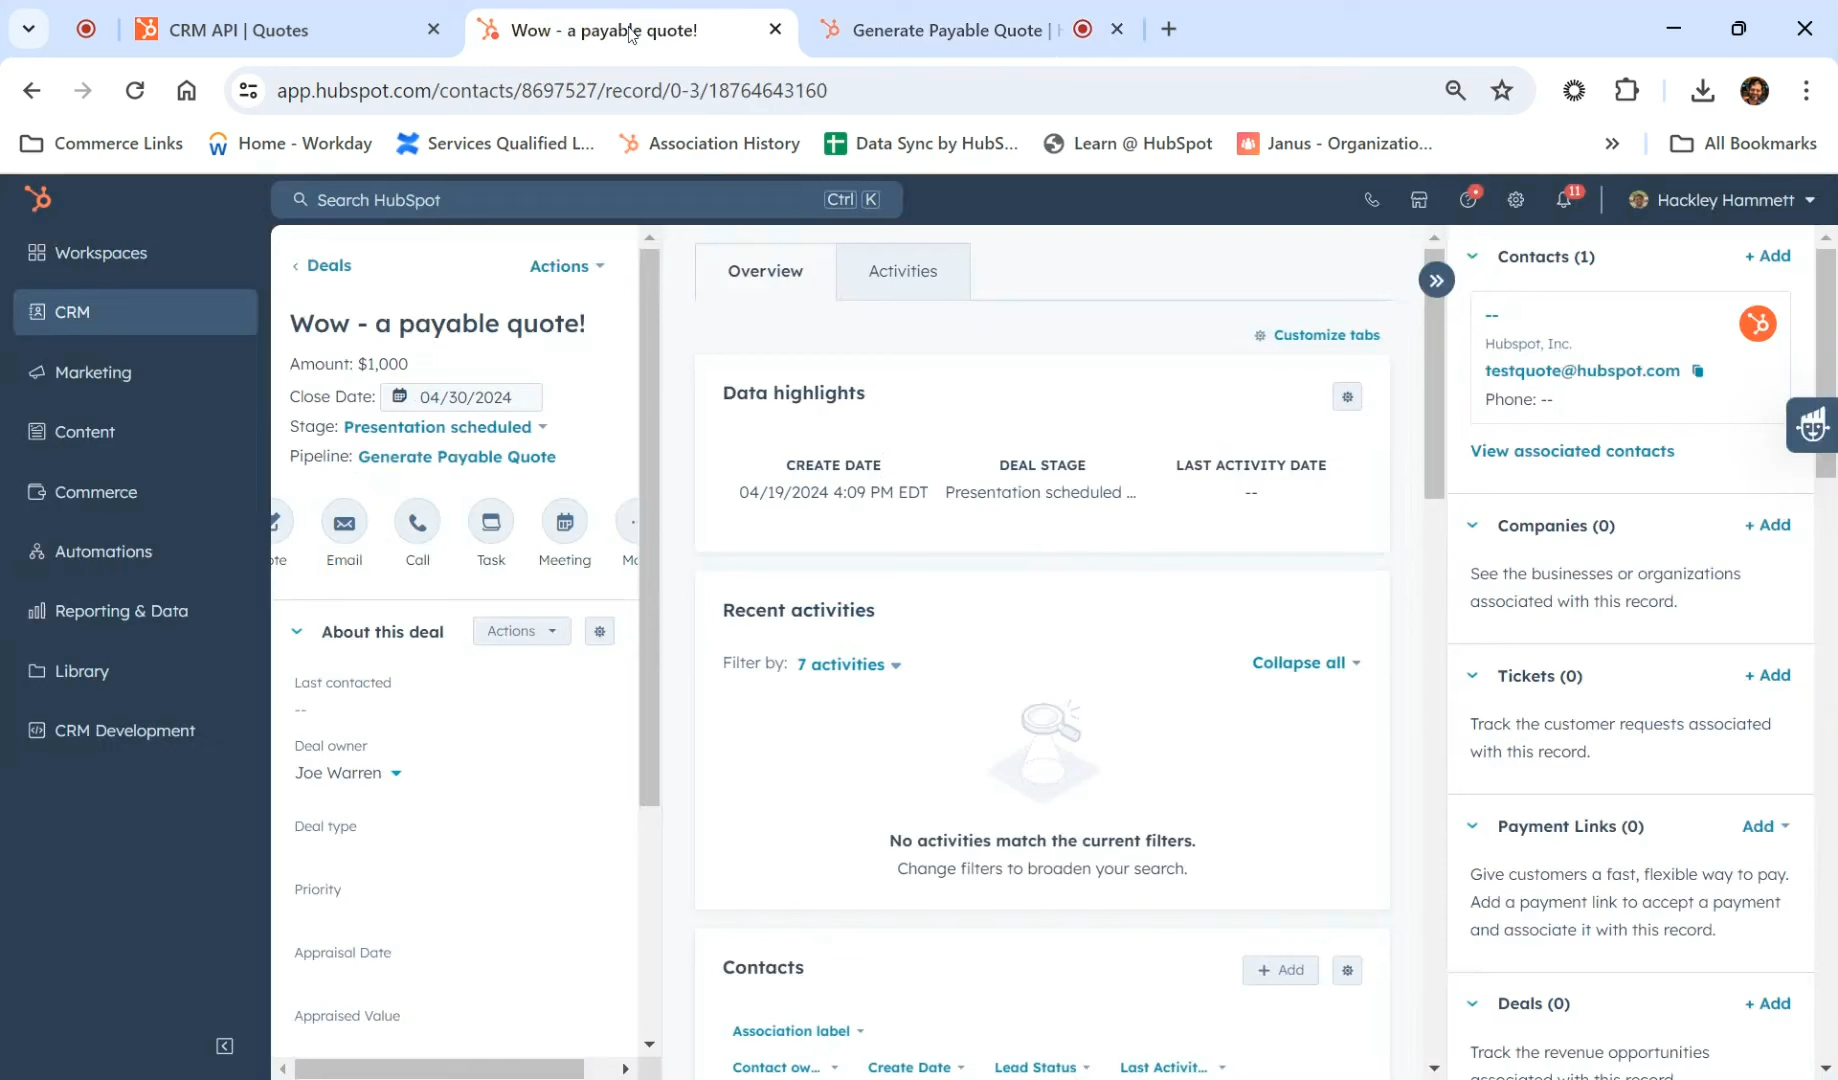 CRM API | Quotes
Wow - a payable quote!
Generate Payable Quote |
app.hubspot.com/contacts/8697527/record/0-3/18764643160
Commerce Links
Home - Workday
Services Qualified L...
Association History
Data Sync by HubS...
Learn @ HubSpot
Janus - Organizatio...
All Bookmarks
Search HubSpot
Ctrl K
11
Hackley Hammett
Workspaces
CRM
Marketing
Content
Commerce
Automations
Reporting & Data
Library
CRM Development
Deals
Actions
Wow - a payable quote!
Amount: $1,000
Close Date: 04/30/2024
Stage: Presentation scheduled
Pipeline: Generate Payable Quote
Email
Call
Task
Meeting
About this deal
Actions
Last contacted
--
Deal owner
Joe Warren
Deal type
Priority
Appraisal Date
Appraised Value
Overview
Activities
Customize tabs
Data highlights
CREATE DATE
04/19/2024 4:09 PM EDT
DEAL STAGE
Presentation scheduled ...
LAST ACTIVITY DATE
--
Recent activities
Filter by: 7 activities
Collapse all
No activities match the current filters.
Change filters to broaden your search.
Contacts
+ Add
Association label
Contact ow...
Create Date
Lead Status
Last Activit...
Contacts (1)
+ Add
--
Hubspot, Inc.
testquote@hubspot.com
Phone: --
View associated contacts
Companies (0)
+ Add
See the businesses or organizations
associated with this record.
Tickets (0)
+ Add
Track the customer requests associated
with this record.
Payment Links (0)
Add
Give customers a fast, flexible way to pay.
Add a payment link to accept a payment
and associate it with this record.
Deals (0)
+ Add
Track the revenue opportunities
associated with this record.